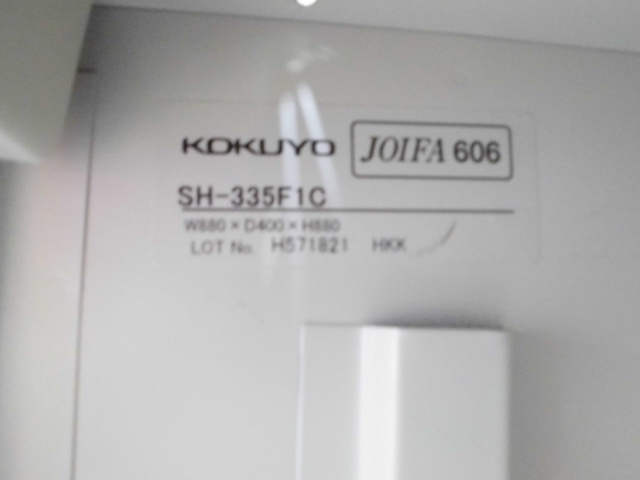 KOKUYO JOIFA 606
SH-335F1C
W880 × D400 × H880
LOT No. H571821 HKK